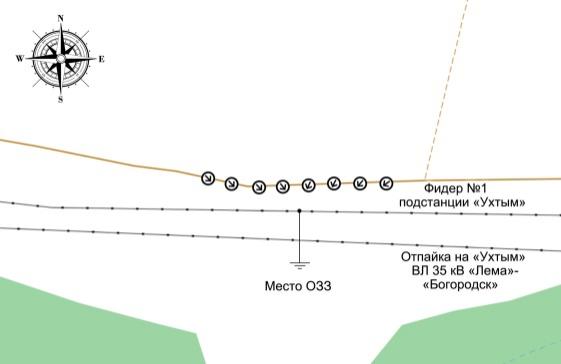 N
W E
S
Фидер №1
подстанции «Ухтым»
Отпайка на «Ухтым»
ВЛ 35 кВ «Лема»-
«Богородск»
Место ОЗЗ